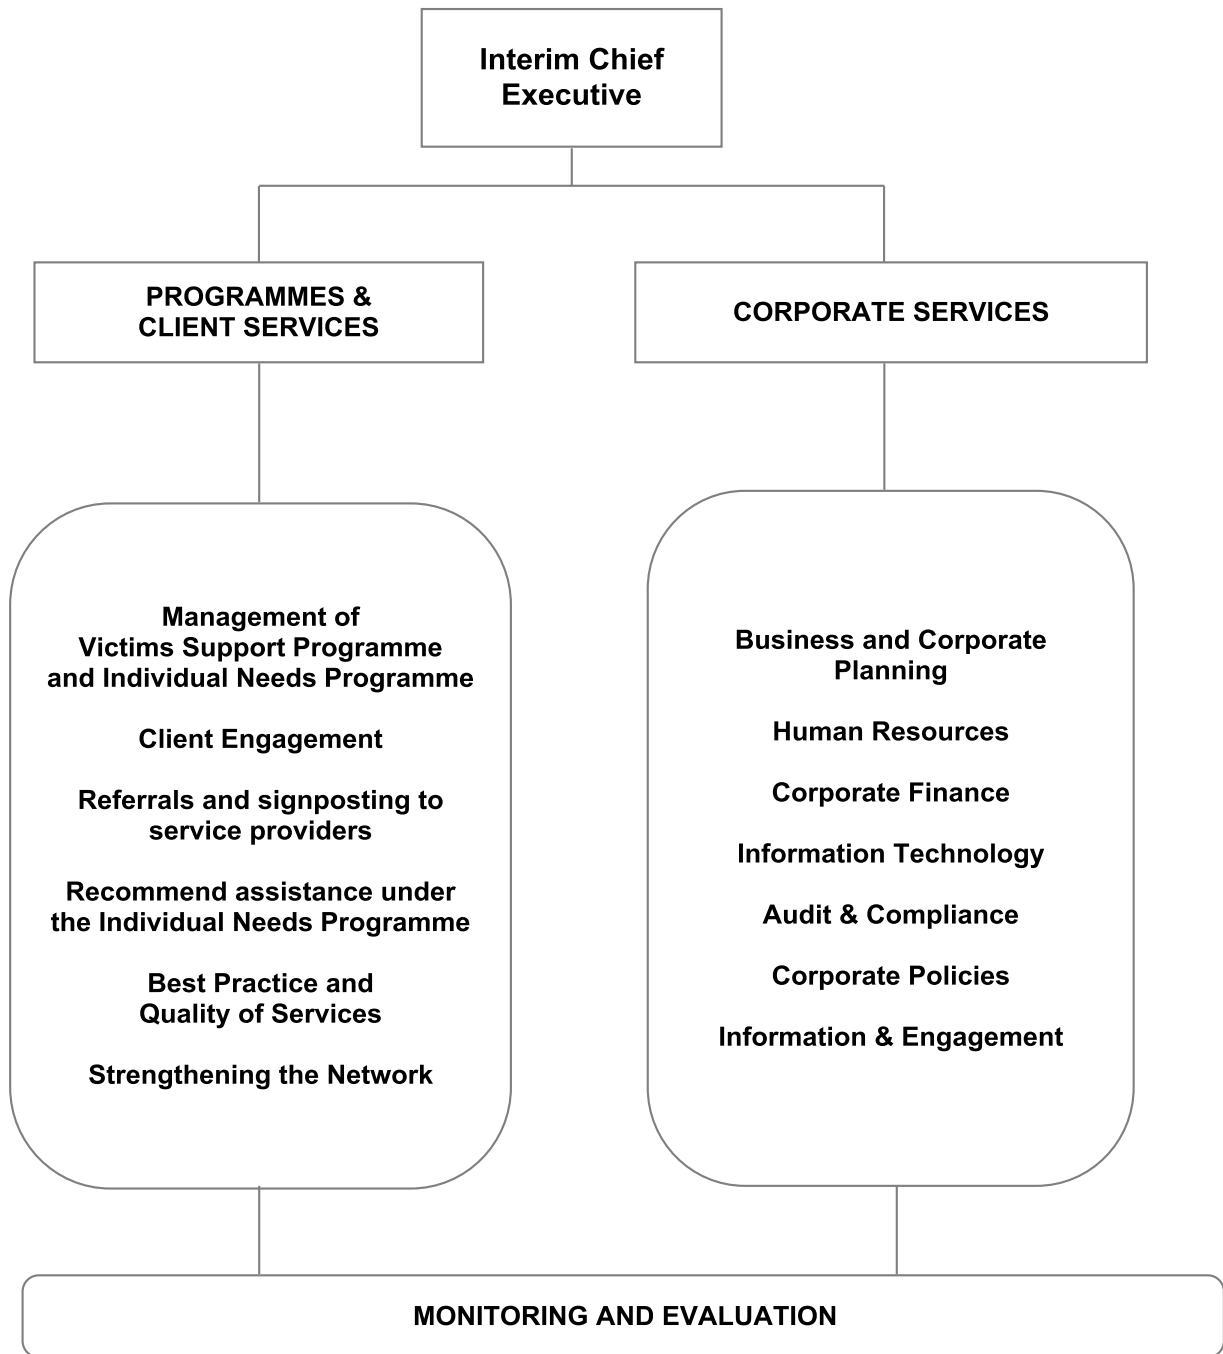 Interim Chief
Executive
PROGRAMMES &
CLIENT SERVICES
CORPORATE SERVICES
Management of
Victims Support Programme
and Individual Needs Programme
Client Engagement
Referrals and signposting to
service providers
Recommend assistance under
the Individual Needs Programme
Best Practice and
Quality of Services
Strengthening the Network
Business and Corporate
Planning
Human Resources
Corporate Finance
Information Technology
Audit & Compliance
Corporate Policies
Information & Engagement
MONITORING AND EVALUATION